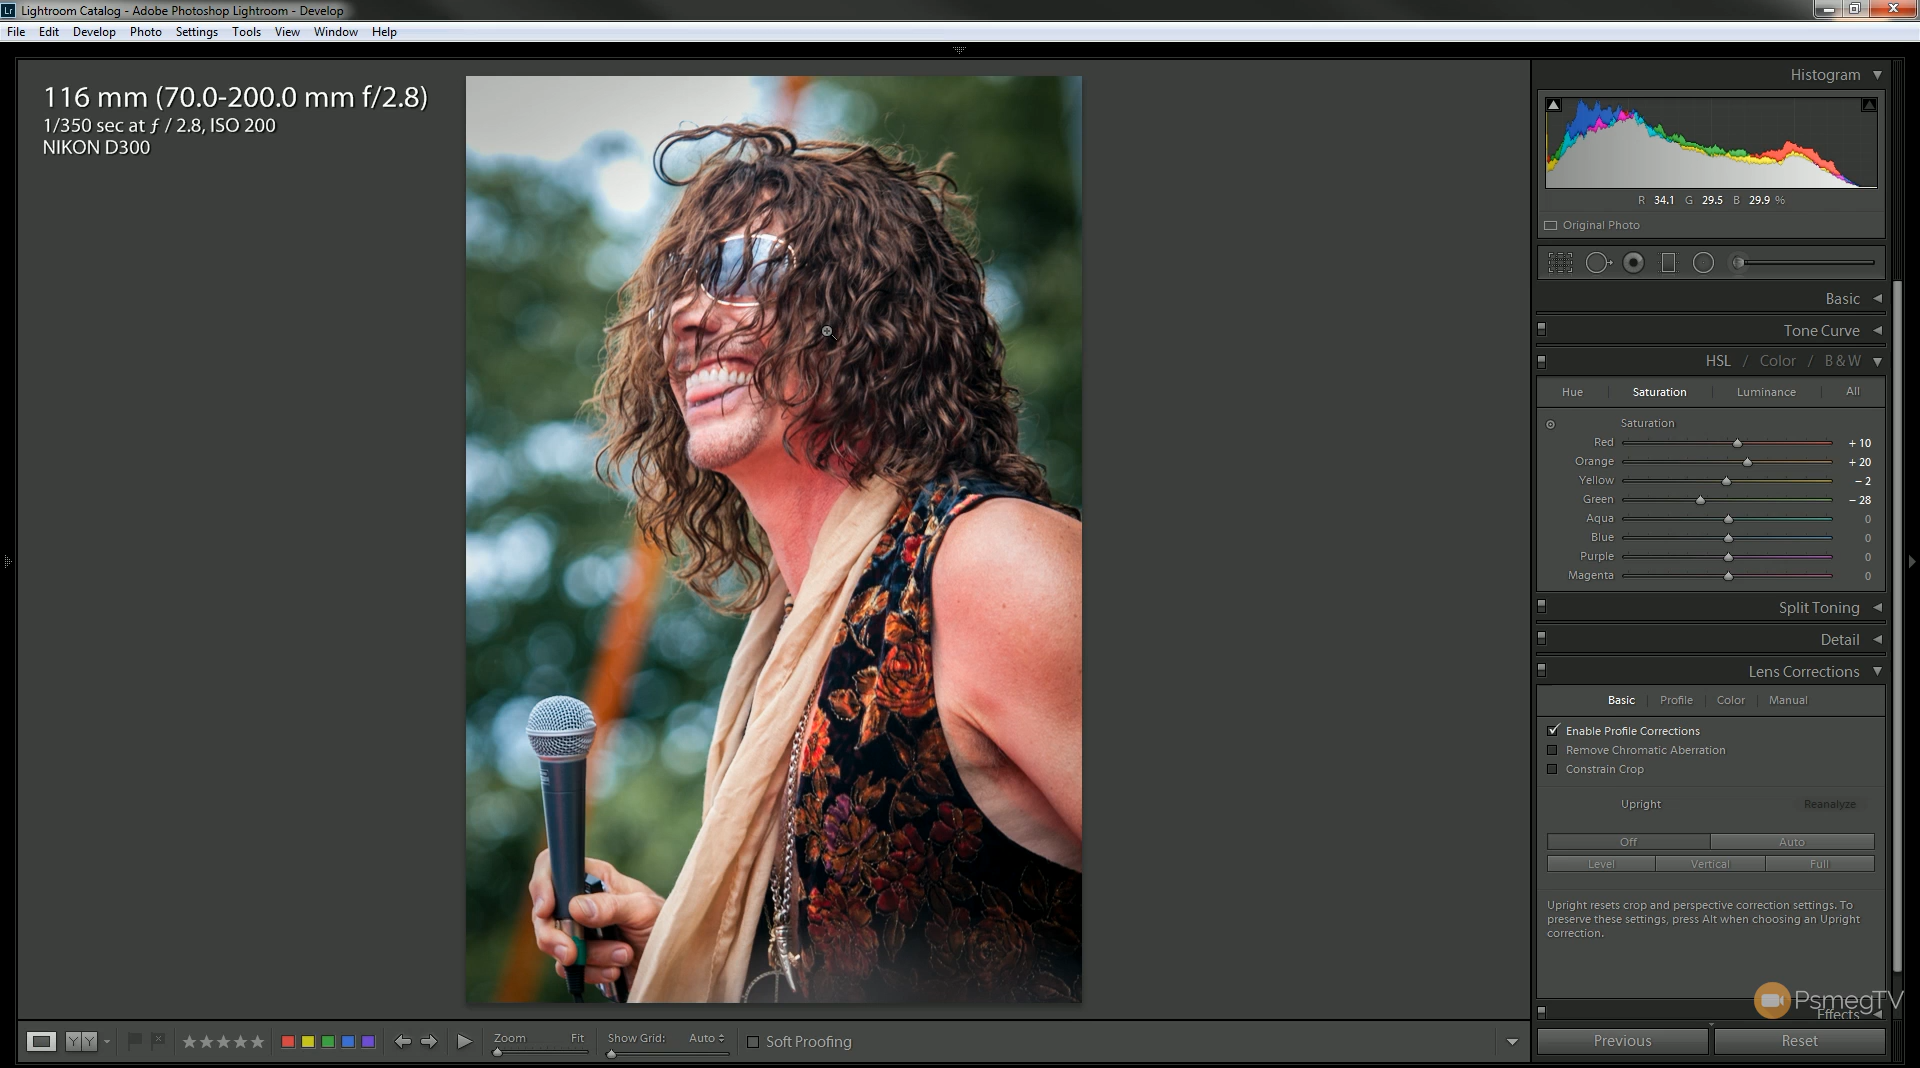 Lr Lightroom Catalog - Adobe Photoshop Lightroom - Develop
File Edit Develop Photo Settings Tools View Window Help
116 mm (70.0-200.0 mm f/2.8)
1/350 sec at ƒ / 2.8, ISO 200
NIKON D300
Histogram
R 34.1 G 29.5 B 29.9 %
Original Photo
Basic
Tone Curve
HSL / Color / B & W
Hue Saturation Luminance All
Saturation
Red + 10
Orange + 20
Yellow – 2
Green – 28
Aqua 0
Blue 0
Purple 0
Magenta 0
Split Toning
Detail
Lens Corrections
Basic Profile Color Manual
Enable Profile Corrections
Remove Chromatic Aberration
Constrain Crop
Upright Reanalyze
Off Auto
Level Vertical Full
Upright resets crop and perspective correction settings. To
preserve these settings, press Alt when choosing an Upright
correction.
PsmegTV
Effects
Y Y
Zoom Fit
Show Grid: Auto
Soft Proofing
Previous Reset